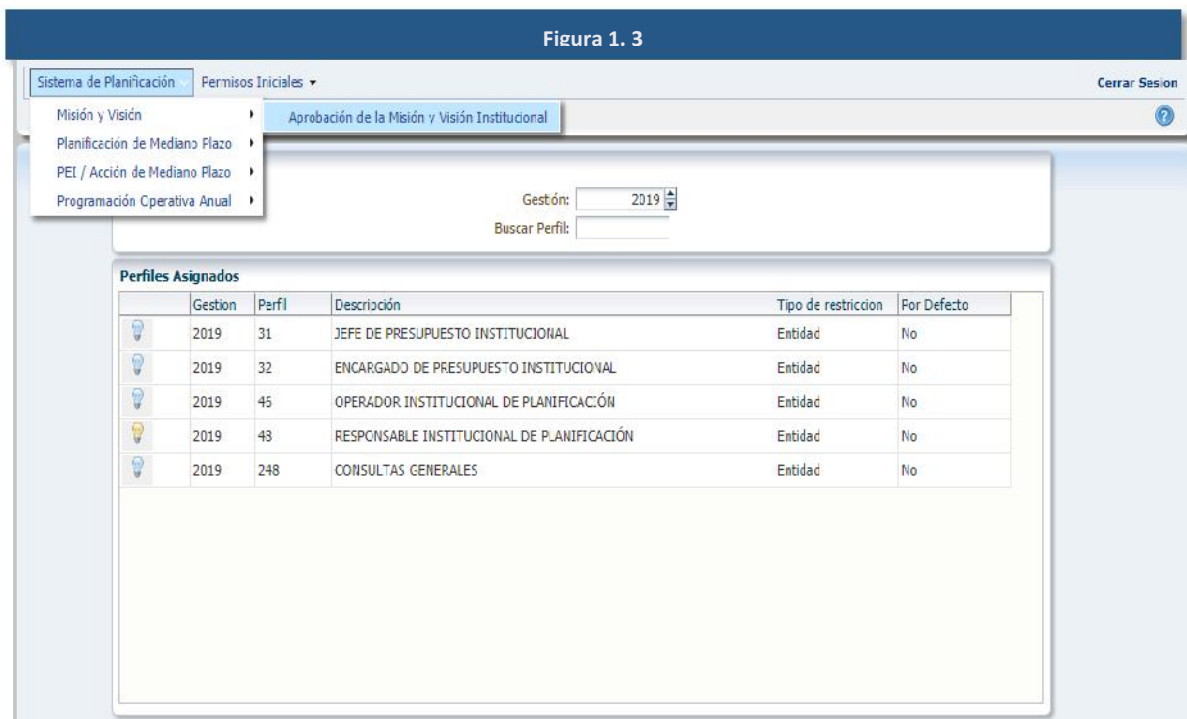 Figura 1. 3
Sistema de Planificación Permisos Iniciales Cerrar Sesion
Misión y Visión Aprobación de la Misión y Visión Institucional
Planificación de Mediano Plazo
PEI / Acción de Mediano Plazo
Programación Operativa Anual
Gestión: 2019
Buscar Perfil:
Perfiles Asignados
Gestion Perfil Descripción Tipo de restriccion Por Defecto
2019 31 JEFE DE PRESUPUESTO INSTITUCIONAL Entidad No
2019 32 ENCARGADO DE PRESUPUESTO INSTITUCIONAL Entidad No
2019 45 OPERADOR INSTITUCIONAL DE PLANIFICACIÓN Entidad No
2019 43 RESPONSABLE INSTITUCIONAL DE PLANIFICACIÓN Entidad No
2019 248 CONSULTAS GENERALES Entidad No